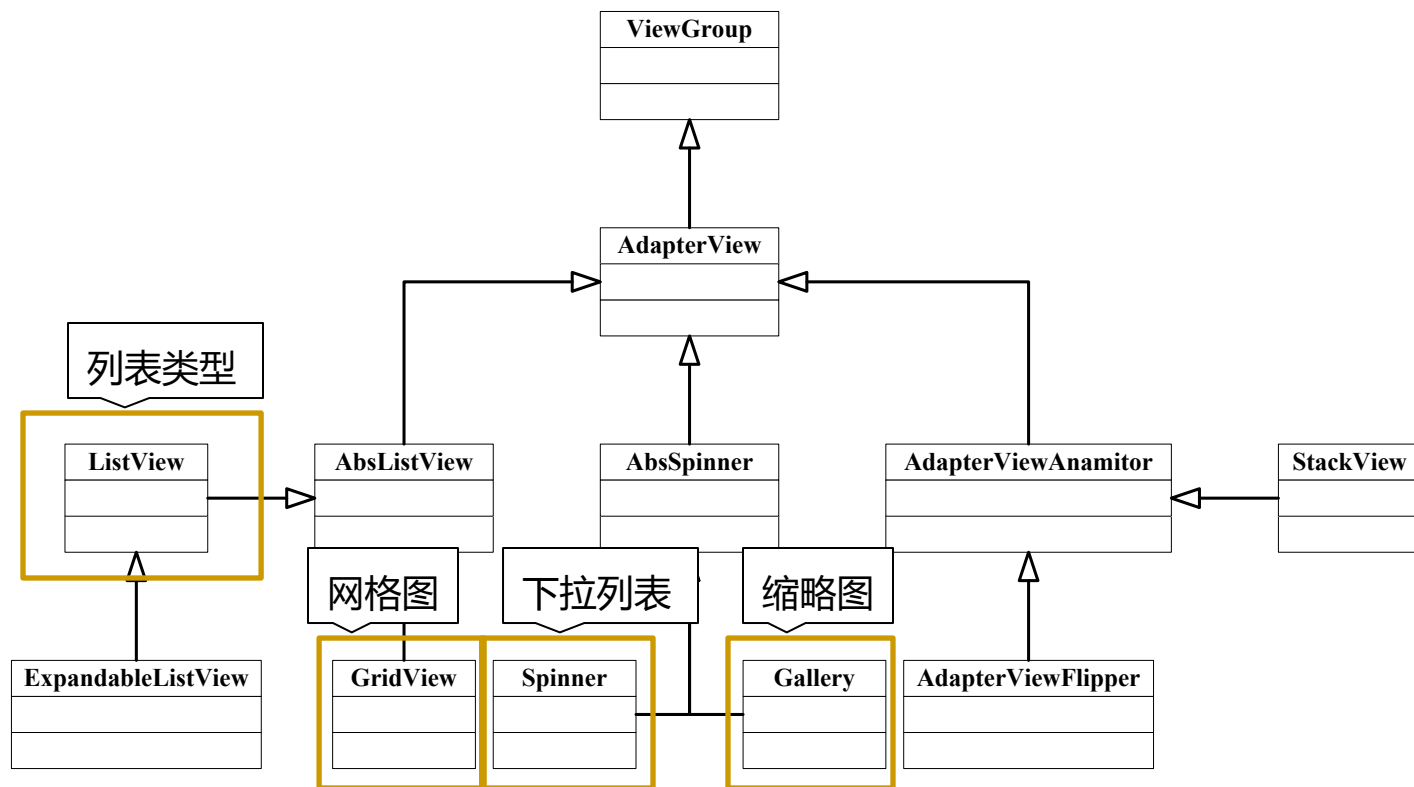 ViewGroup
AdapterView
列表类型
ListView
AbsListView
AbsSpinner
AdapterViewAnamitor
StackView
网格图
下拉列表
缩略图
ExpandableListView
GridView
Spinner
Gallery
AdapterViewFlipper